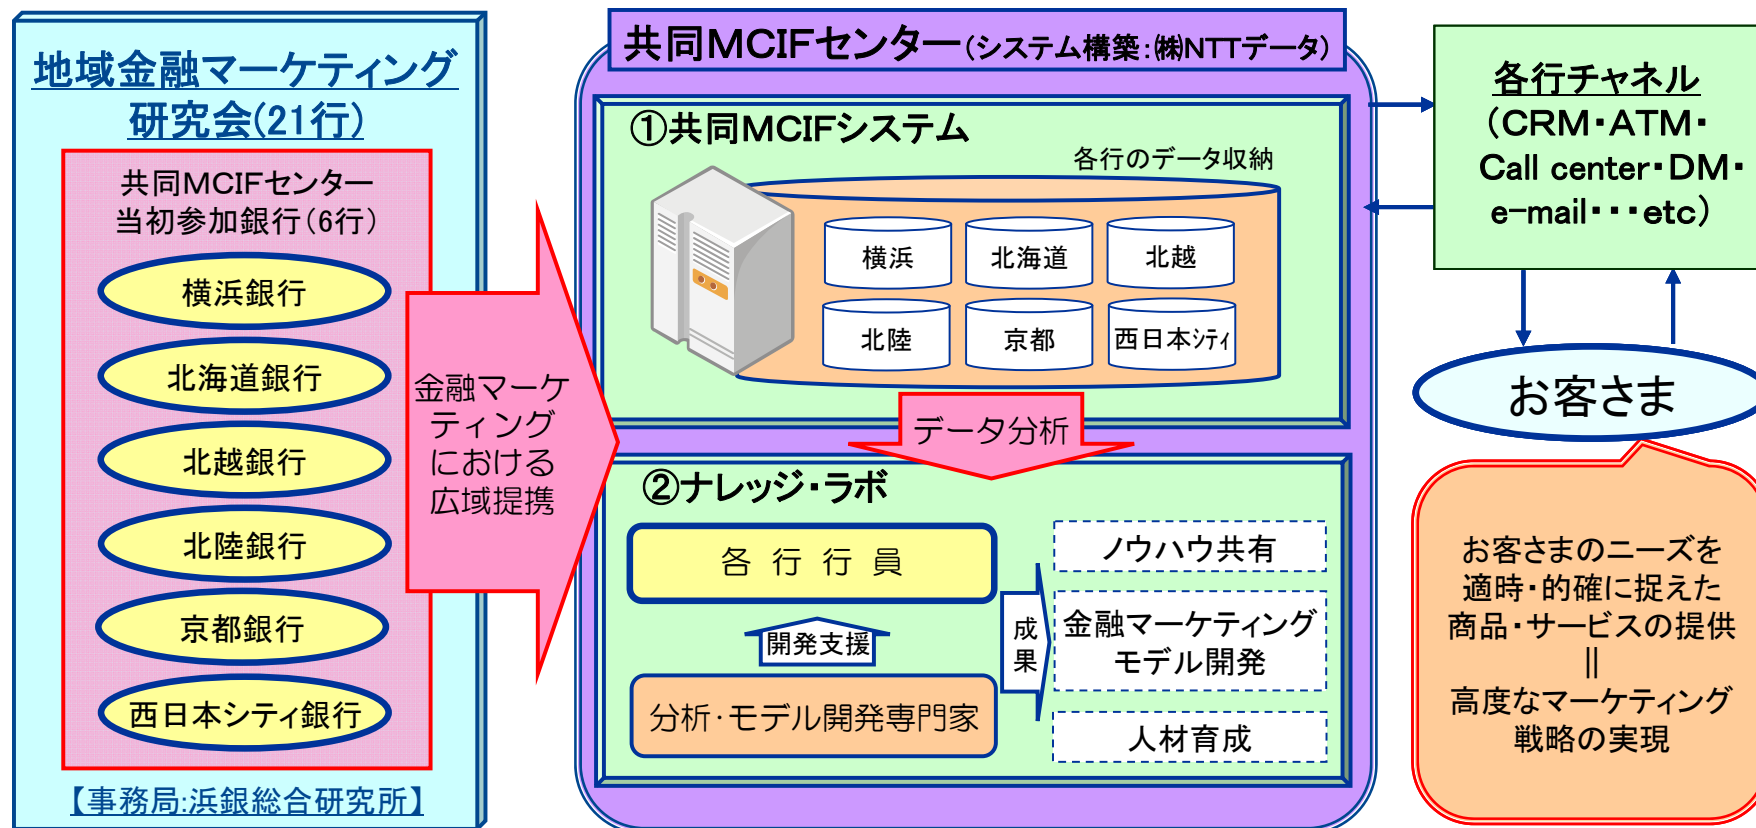 地域金融マーケティング
研究会(21行)
共同MCIFセンター
当初参加銀行(6行)
横浜銀行
北海道銀行
北越銀行
北陸銀行
京都銀行
西日本シティ銀行
【事務局:浜銀総合研究所】
金融マーケ
ティング
における
広域提携
共同MCIFセンター(システム構築:㈱NTTデータ)
①共同MCIFシステム
各行のデータ収納
横浜
北海道
北越
北陸
京都
西日本シティ
データ分析
②ナレッジ・ラボ
各行行員
開発支援
分析・モデル開発専門家
成
果
ノウハウ共有
金融マーケティング
モデル開発
人材育成
各行チャネル
(CRM・ATM・
Call center・DM・
e-mail・・・etc)
お客さま
お客さまのニーズを
適時・的確に捉えた
商品・サービスの提供
||
高度なマーケティング
戦略の実現